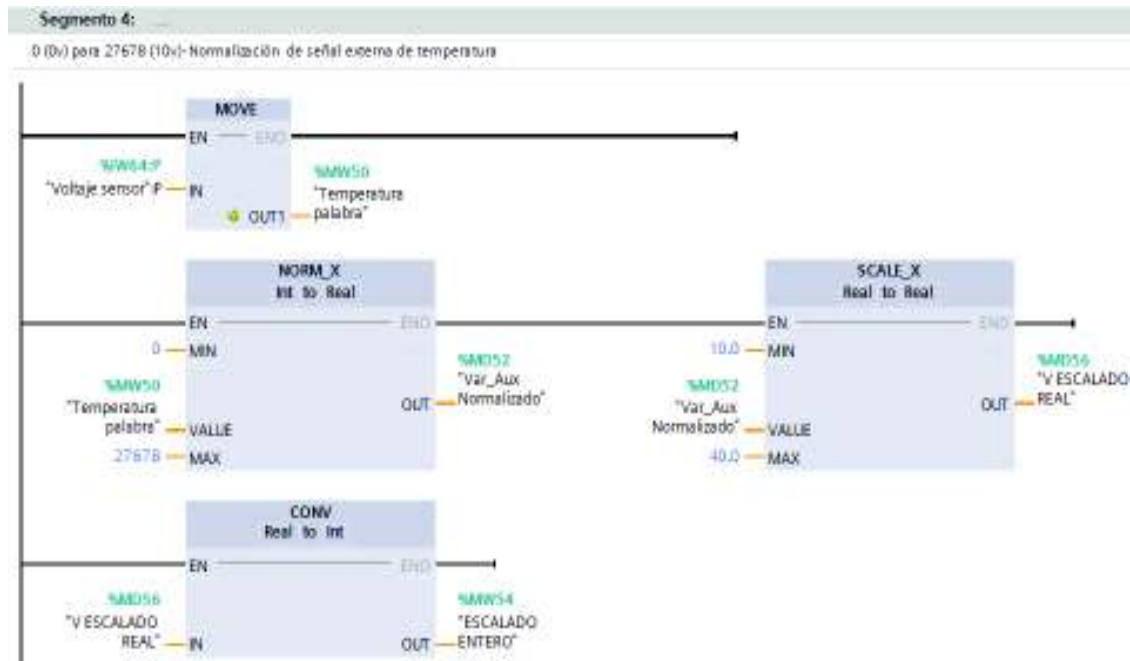 Segmento 4: ....
0 (0v) para 27678 (10v)- Normalización de señal externa de temperatura
MOVE
EN ENO
%IW64:P
"Voltaje sensor":P IN
%MW50
"Temperatura
palabra"
OUT1
NORM_X
Int to Real
EN ENO
0 MIN
%MW50
"Temperatura
palabra" VALUE
27678 MAX
%MD52
"Var_Aux
Normalizado"
OUT
SCALE_X
Real to Real
EN ENO
10.0 MIN
%MD52
"Var_Aux
Normalizado" VALUE
40.0 MAX
%MD56
"V ESCALADO
REAL"
OUT
CONV
Real to Int
EN ENO
%MD56
"V ESCALADO
REAL" IN
%MW54
"ESCALADO
ENTERO"
OUT